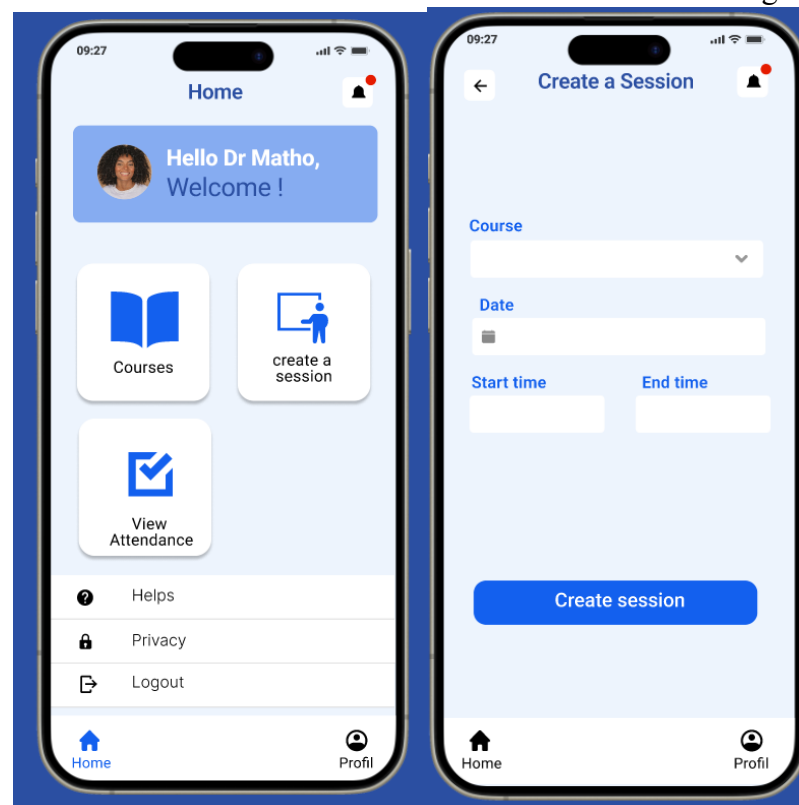 09:27
Home
Hello Dr Matho,
Welcome !
Courses
create a
session
View
Attendance
Helps
Privacy
Logout
Home
Profil
09:27
Create a Session
Course
Date
Start time
End time
Create session
Home
Profil